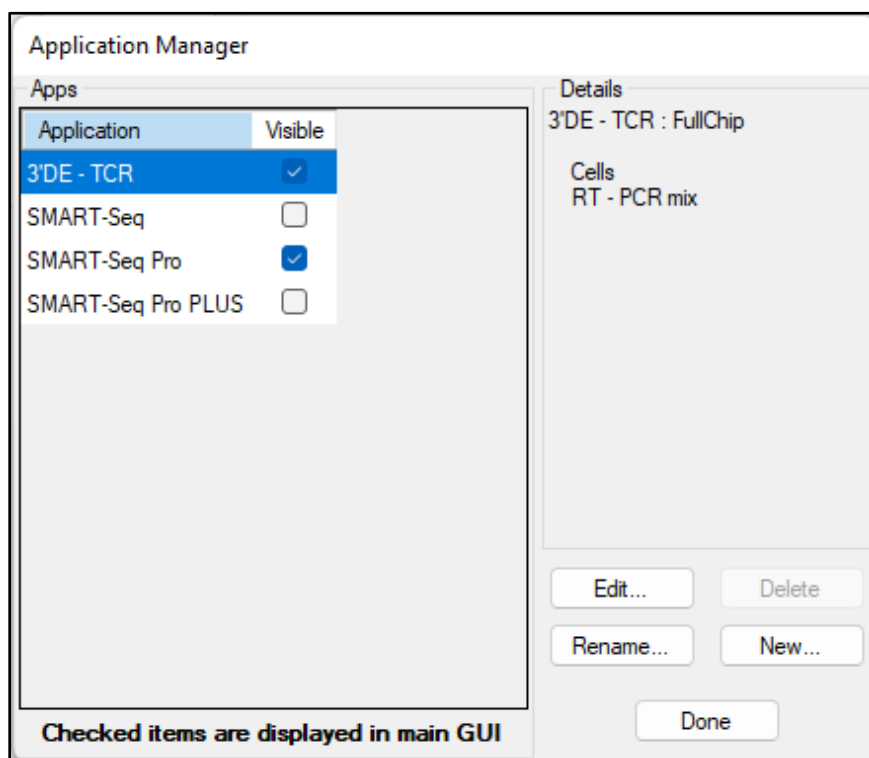 Application Manager
Apps
Application Visible
3'DE - TCR
SMART-Seq
SMART-Seq Pro
SMART-Seq Pro PLUS
Checked items are displayed in main GUI
Details
3'DE - TCR : FullChip
Cells
RT - PCR mix
Edit... Delete
Rename... New...
Done